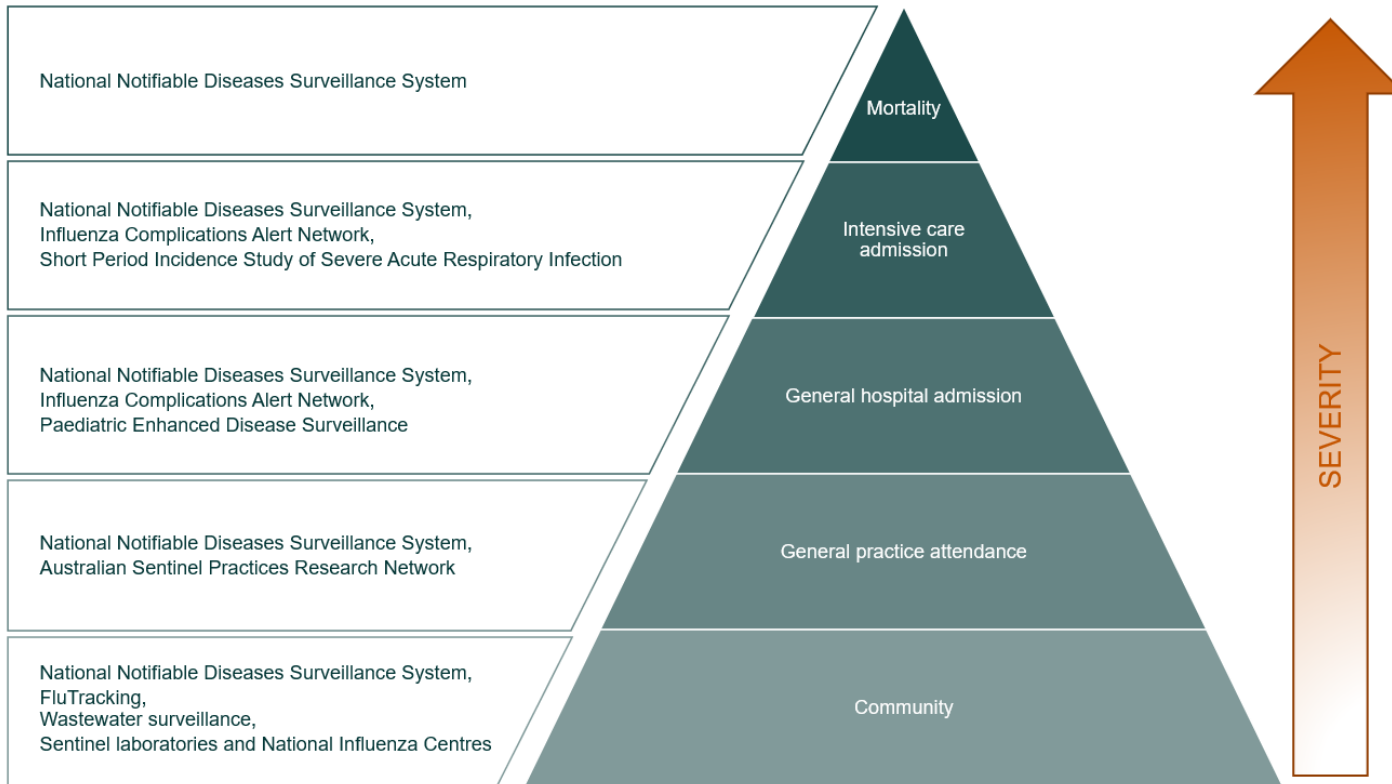 National Notifiable Diseases Surveillance System
Mortality
National Notifiable Diseases Surveillance System,
Influenza Complications Alert Network,
Short Period Incidence Study of Severe Acute Respiratory Infection
Intensive care
admission
National Notifiable Diseases Surveillance System,
Influenza Complications Alert Network,
Paediatric Enhanced Disease Surveillance
General hospital admission
National Notifiable Diseases Surveillance System,
Australian Sentinel Practices Research Network
General practice attendance
National Notifiable Diseases Surveillance System,
FluTracking,
Wastewater surveillance,
Sentinel laboratories and National Influenza Centres
Community
SEVERITY